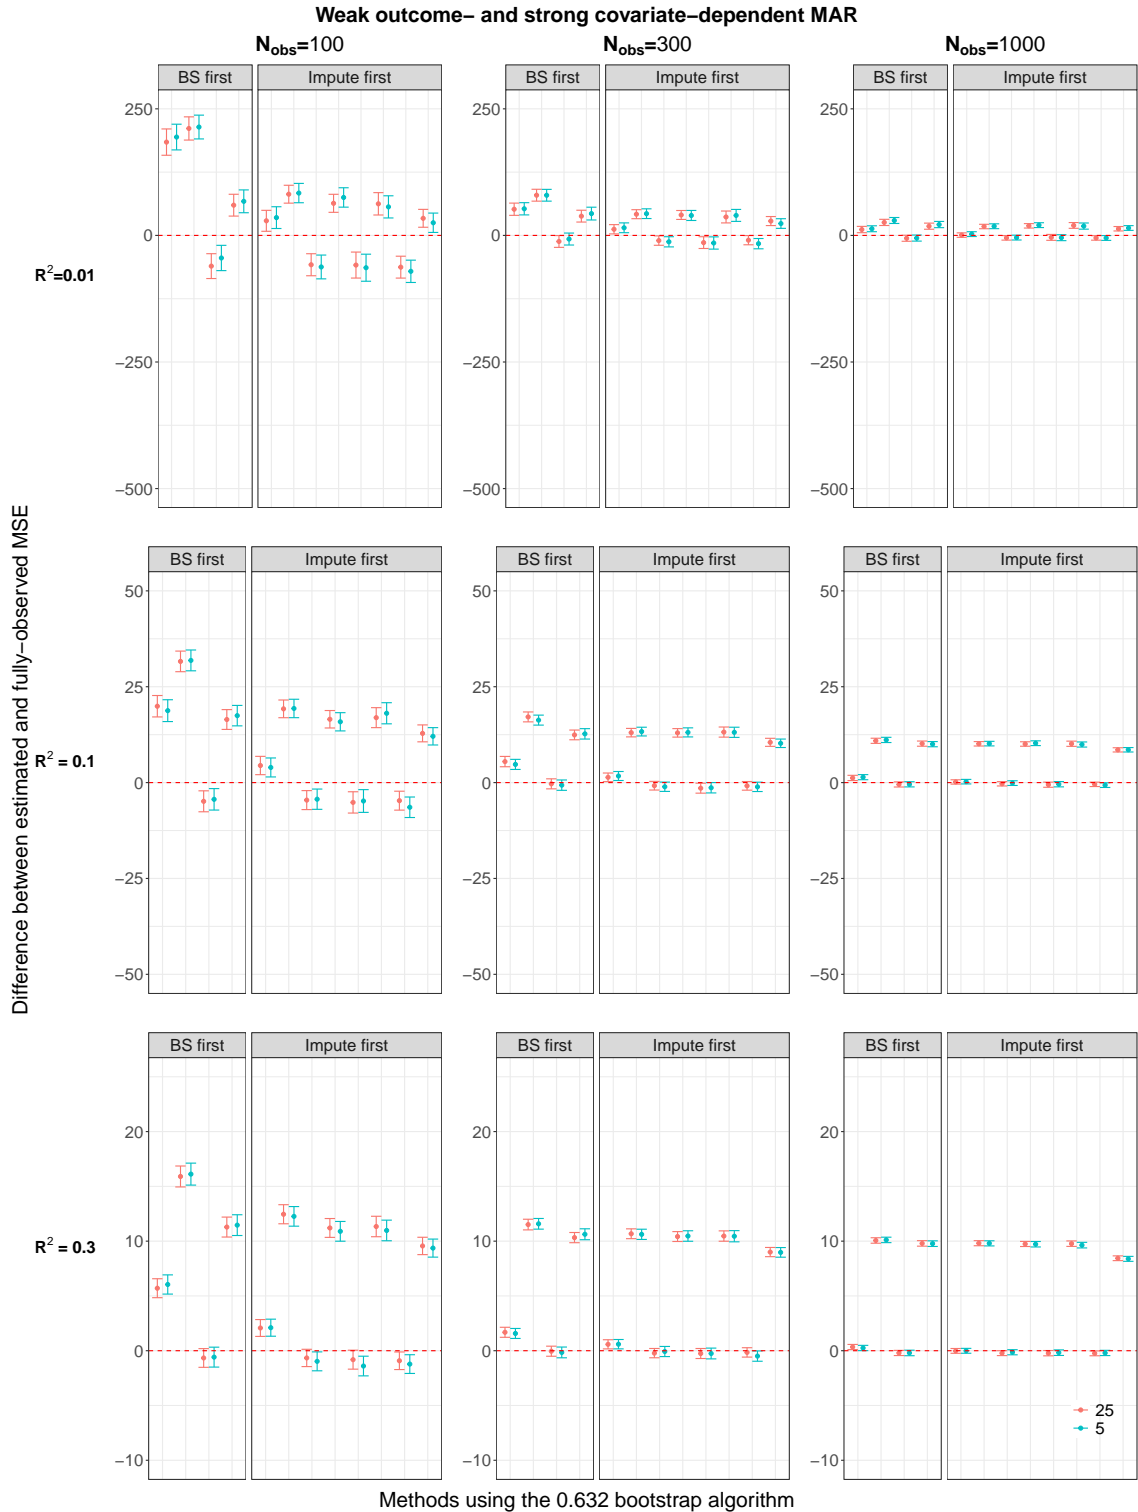 Weak outcome− and strong covariate−dependent MAR
N_obs=100 N_obs=300 N_obs=1000
BS first Impute first BS first Impute first BS first Impute first
250 250 250
0 0 0
R²=0.01
−250 −250 −250
−500 −500 −500
Difference between estimated and fully−observed MSE
BS first Impute first BS first Impute first BS first Impute first
50 50 50
25 25 25
R² = 0.1
0 0 0
−25 −25 −25
−50 −50 −50
BS first Impute first BS first Impute first BS first Impute first
20 20 20
R² = 0.3
10 10 10
0 0 0
25
5
−10 −10 −10
Methods using the 0.632 bootstrap algorithm